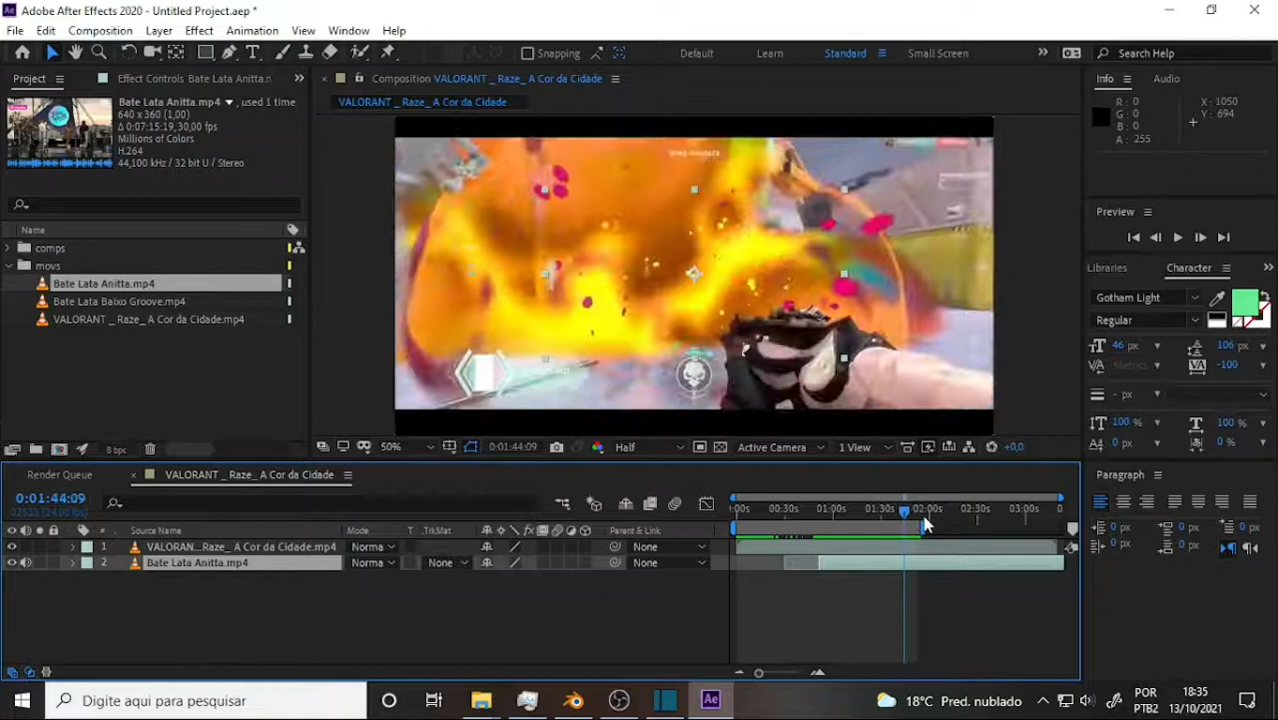 Adobe After Effects 2020 - Untitled Project.aep *
File Edit Composition Layer Effect Animation View Window Help
Snapping Default Learn Standard Small Screen Search Help
Project Effect Controls Bate Lata Anitta.n
Composition VALORANT _ Raze_ A Cor da Cidade
Info Audio
Bate Lata Anitta.mp4 , used 1 time
640 x 360 (1,00)
Δ 0:07:15:19, 30,00 fps
Millions of Colors
H.264
44,100 kHz / 32 bit U / Stereo
VALORANT _ Raze_ A Cor da Cidade
R: 0
G: 0
B: 0
A: 255
X: 1050
Y: 694
Name
comps
movs
Bate Lata Anitta.mp4
Bate Lata Baixo Groove.mp4
VALORANT _ Raze_ A Cor da Cidade.mp4
8 bpc
50% 0:01:44:09 Half Active Camera 1 View +0,0
Preview
Libraries Character
Gotham Light
Regular
46 px 106 px
Metrics -100
- px
100 % 100 %
0 px 0 %
Paragraph
0 px 0 px 0 px
0 px 0 px
Render Queue VALORANT _ Raze_ A Cor da Cidade
0:01:44:09
02533 (24.00 fps)
:00s 00:30s 01:00s 01:30s 02:00s 02:30s 03:00s 0
# Source Name Mode T .TrkMat Parent & Link
1 VALORAN...Raze_ A Cor da Cidade.mp4 Norma None
2 Bate Lata Anitta.mp4 Norma None None
Digite aqui para pesquisar
Ae
18°C Pred. nublado
POR
PTB2
18:35
13/10/2021